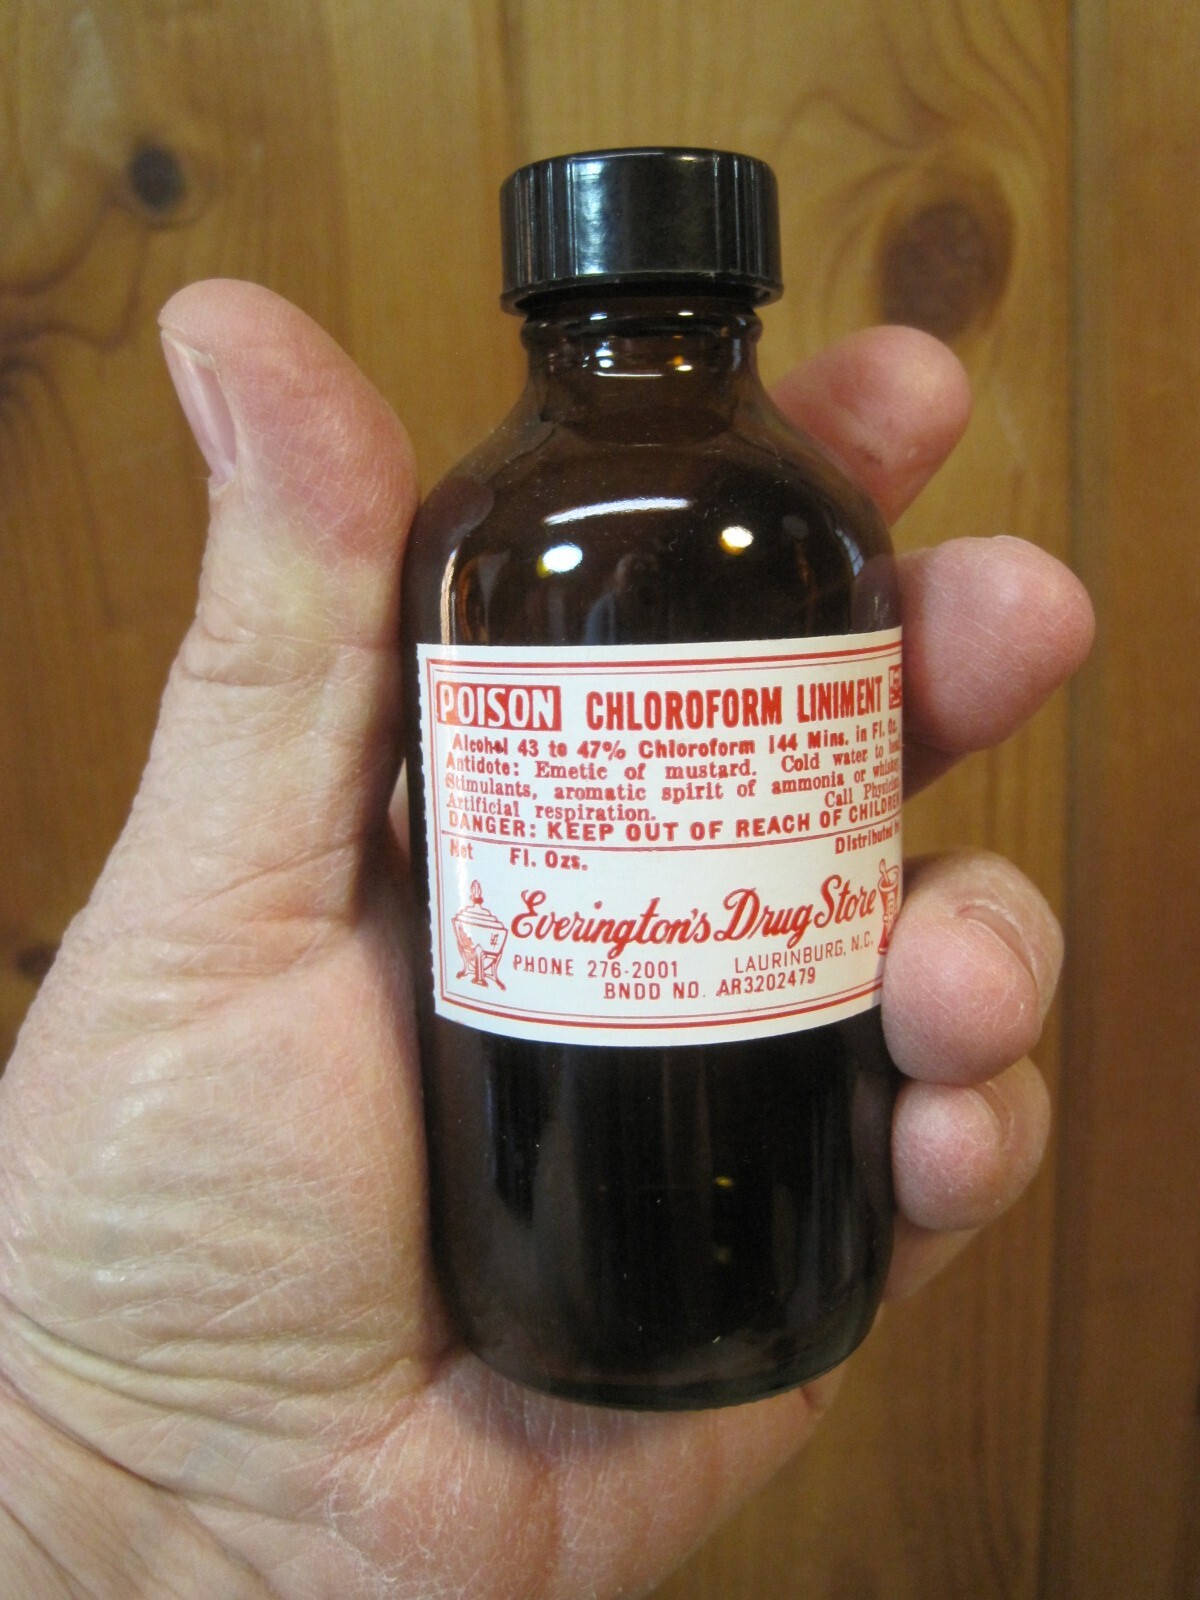 POISON CHLOROFORM LINIMENT
Alcohol 43 to 47% Chloroform 144 Mins. in Fl. Oz.
Antidote: Emetic of mustard. Cold water to
Stimulants, aromatic spirit of ammonia or
Artificial respiration. Call
DANGER: KEEP OUT OF REACH OF
Net Fl. Ozs. Distributed
Everington's Drug Store
PHONE 276-2001 LAURINBURG, N.C.
BNDD NO. AR3202479